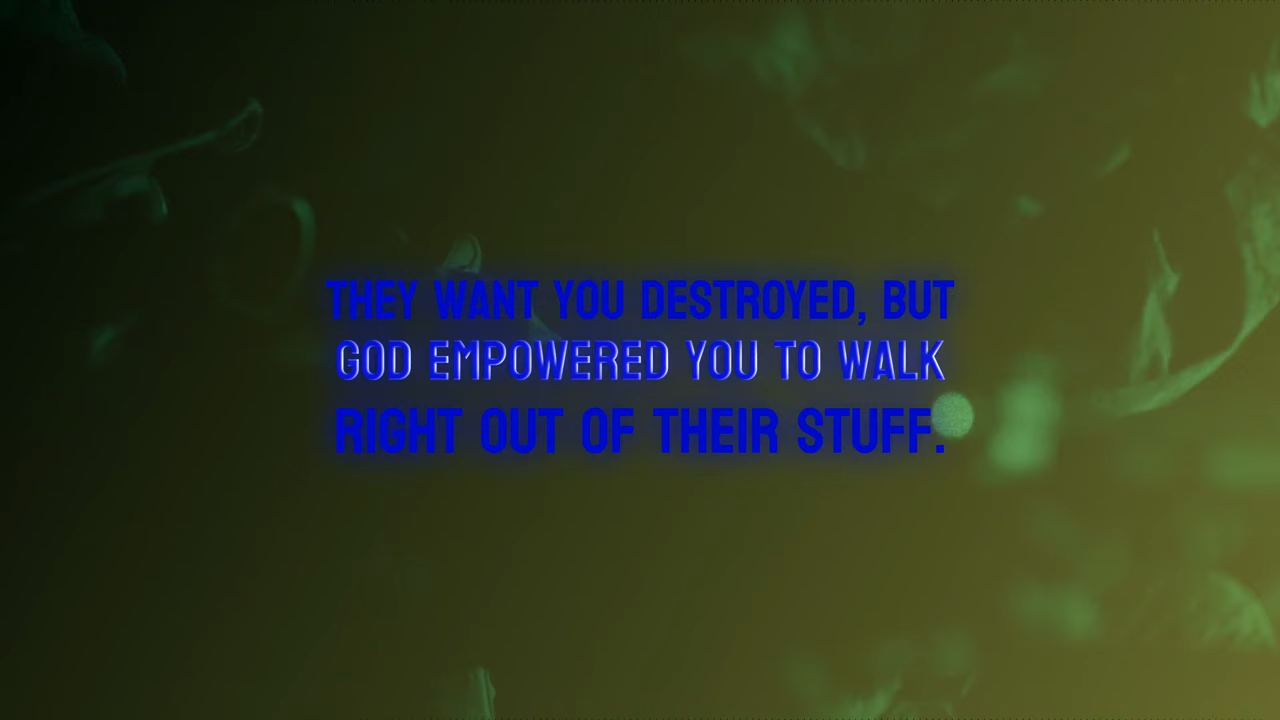 THEY WANT YOU DESTROYED, BUT
GOD EMPOWERED YOU TO WALK
RIGHT OUT OF THEIR STUFF.